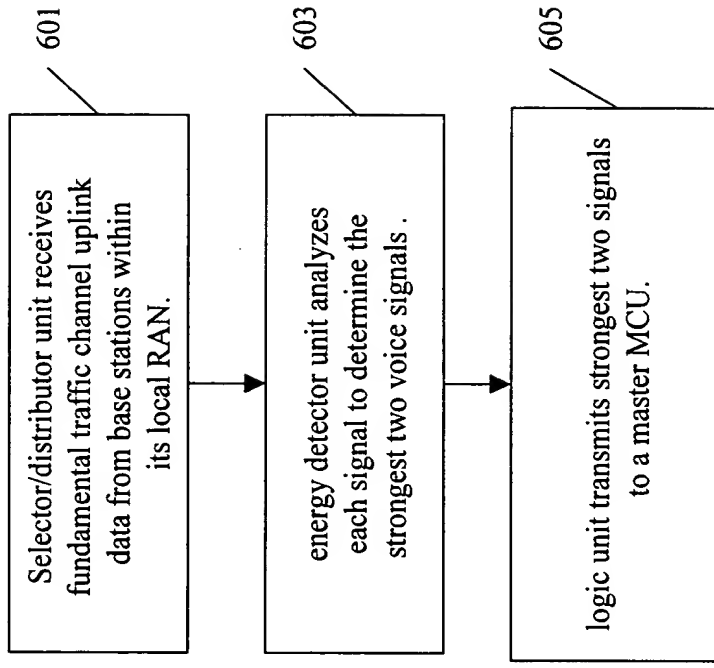 Selector/distributor unit receives
fundamental traffic channel uplink
data from base stations within
its local RAN.
601
energy detector unit analyzes
each signal to determine the
strongest two voice signals .
603
logic unit transmits strongest two signals
to a master MCU.
605